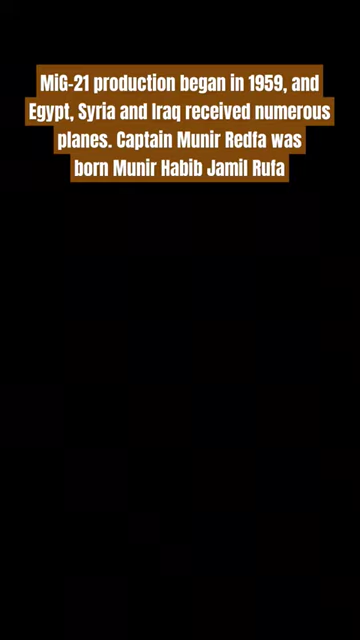 MiG-21 production began in 1959, and
Egypt, Syria and Iraq received numerous
planes. Captain Munir Redfa was
born Munir Habib Jamil Rufa